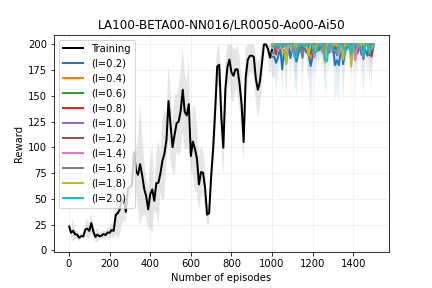 LA100-BETA00-NN016/LR0050-Ao00-Ai50
Reward
200
175
150
125
100
75
50
25
0
Training
(l=0.2)
(l=0.4)
(l=0.6)
(l=0.8)
(l=1.0)
(l=1.2)
(l=1.4)
(l=1.6)
(l=1.8)
(l=2.0)
0 200 400 600 800 1000 1200 1400
Number of episodes